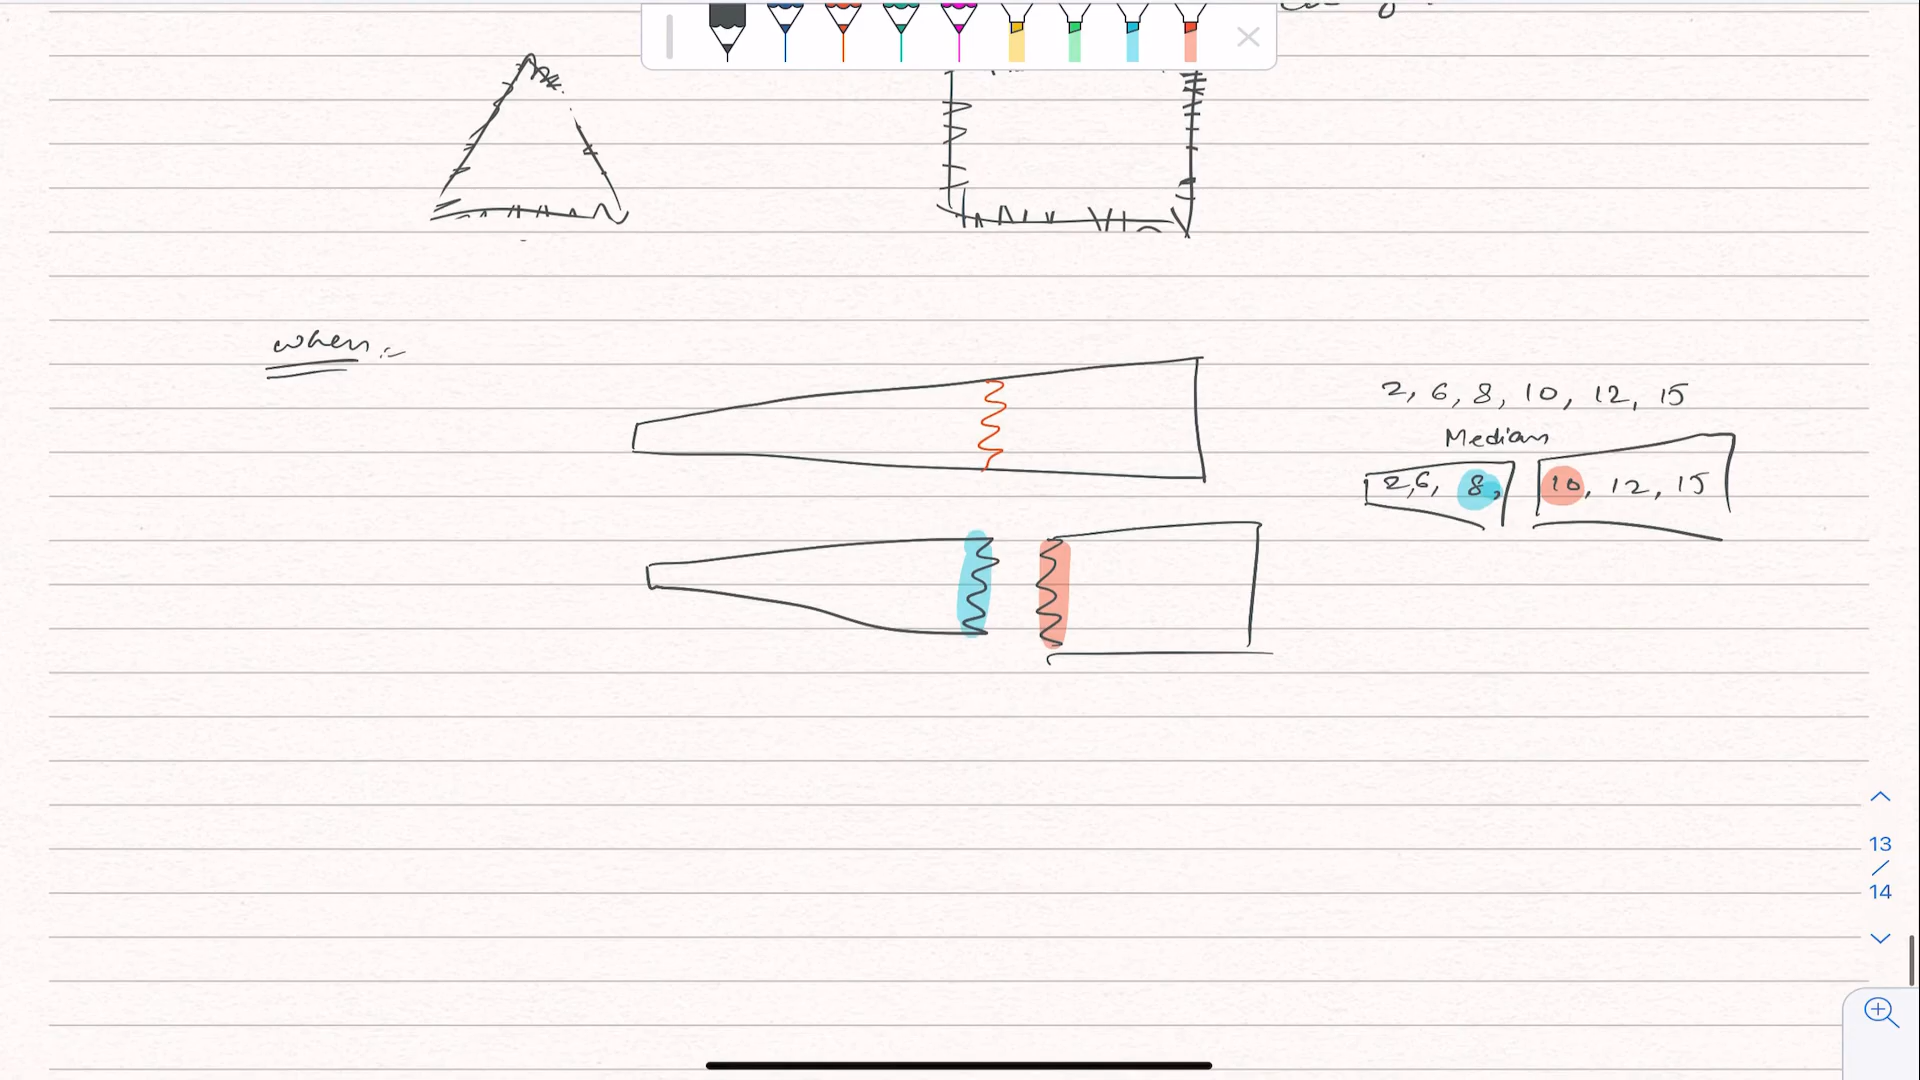 when :-
2, 6, 8, 10, 12, 15
Median
2, 6, 8, 10, 12, 15
13
/
14